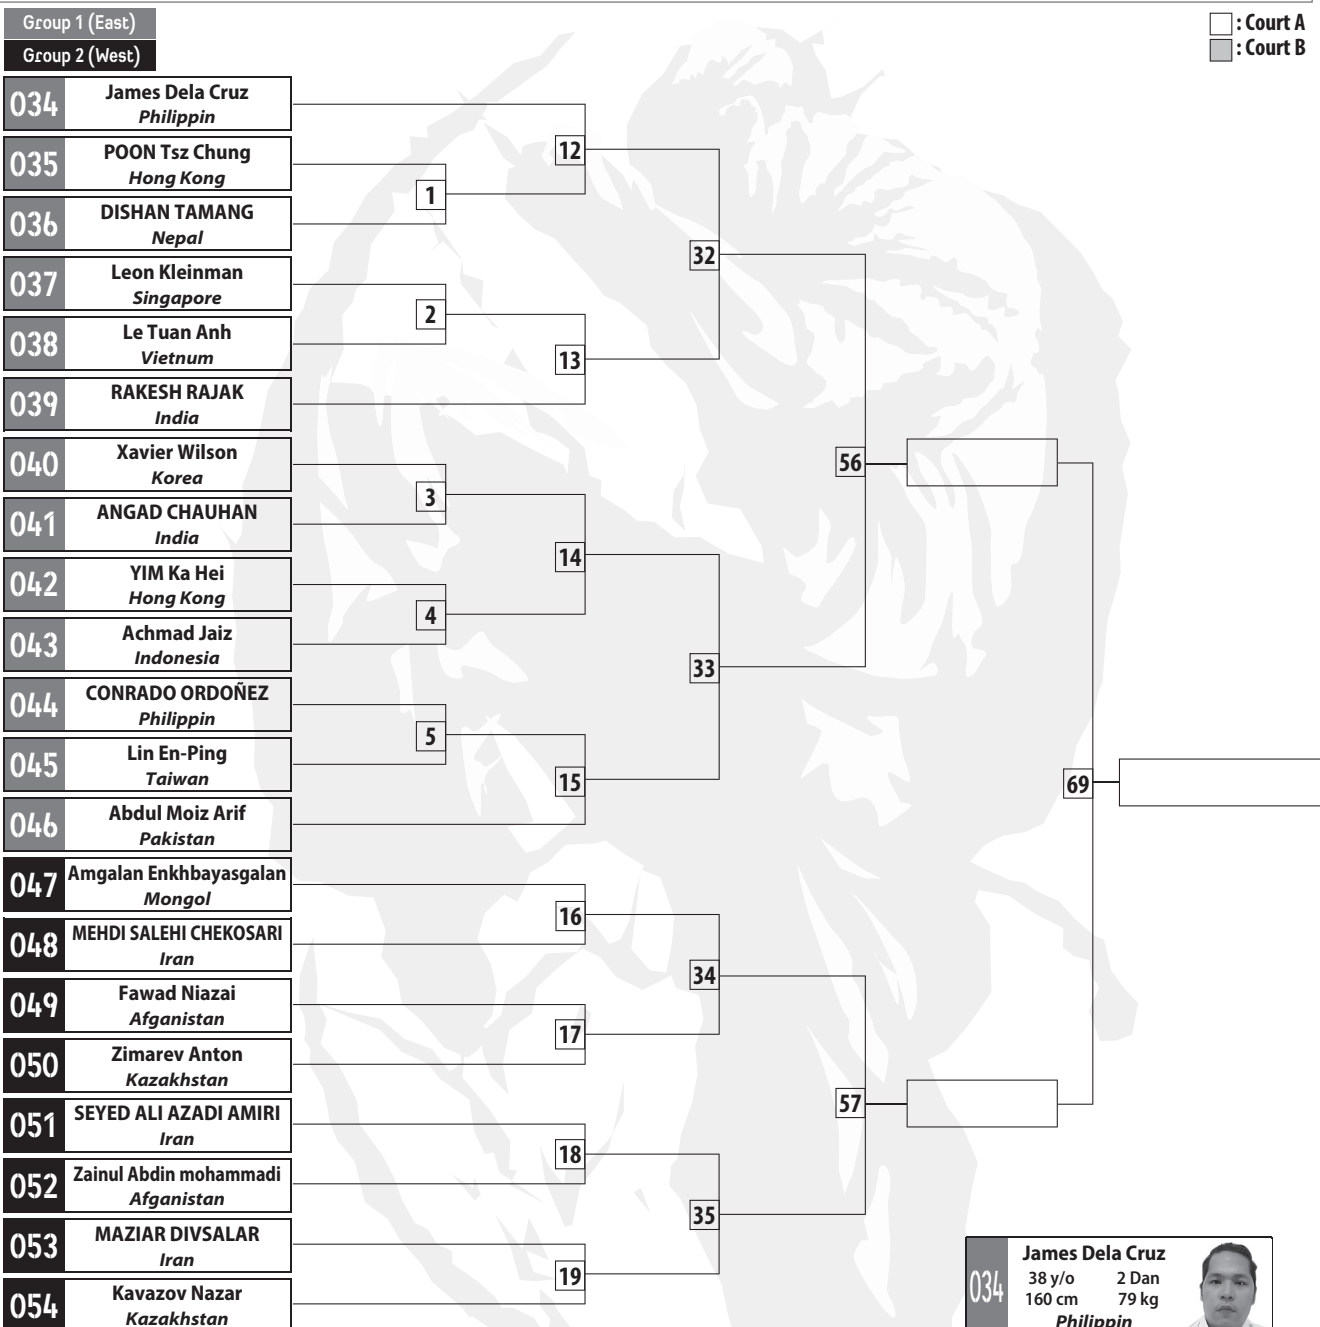 Group 1 (East)
Group 2 (West)
: Court A
: Court B
034
James Dela Cruz
Philippin
035
POON Tsz Chung
Hong Kong
036
DISHAN TAMANG
Nepal
037
Leon Kleinman
Singapore
038
Le Tuan Anh
Vietnum
039
RAKESH RAJAK
India
040
Xavier Wilson
Korea
041
ANGAD CHAUHAN
India
042
YIM Ka Hei
Hong Kong
043
Achmad Jaiz
Indonesia
044
CONRADO ORDOÑEZ
Philippin
045
Lin En-Ping
Taiwan
046
Abdul Moiz Arif
Pakistan
047
Amgalan Enkhbayasgalan
Mongol
048
MEHDI SALEHI CHEKOSARI
Iran
049
Fawad Niazai
Afganistan
050
Zimarev Anton
Kazakhstan
051
SEYED ALI AZADI AMIRI
Iran
052
Zainul Abdin mohammadi
Afganistan
053
MAZIAR DIVSALAR
Iran
054
Kavazov Nazar
Kazakhstan
1
2
3
4
5
12
13
14
15
16
17
18
19
32
33
34
35
56
57
69
034
James Dela Cruz
38 y/o 2 Dan
160 cm 79 kg
Philippin